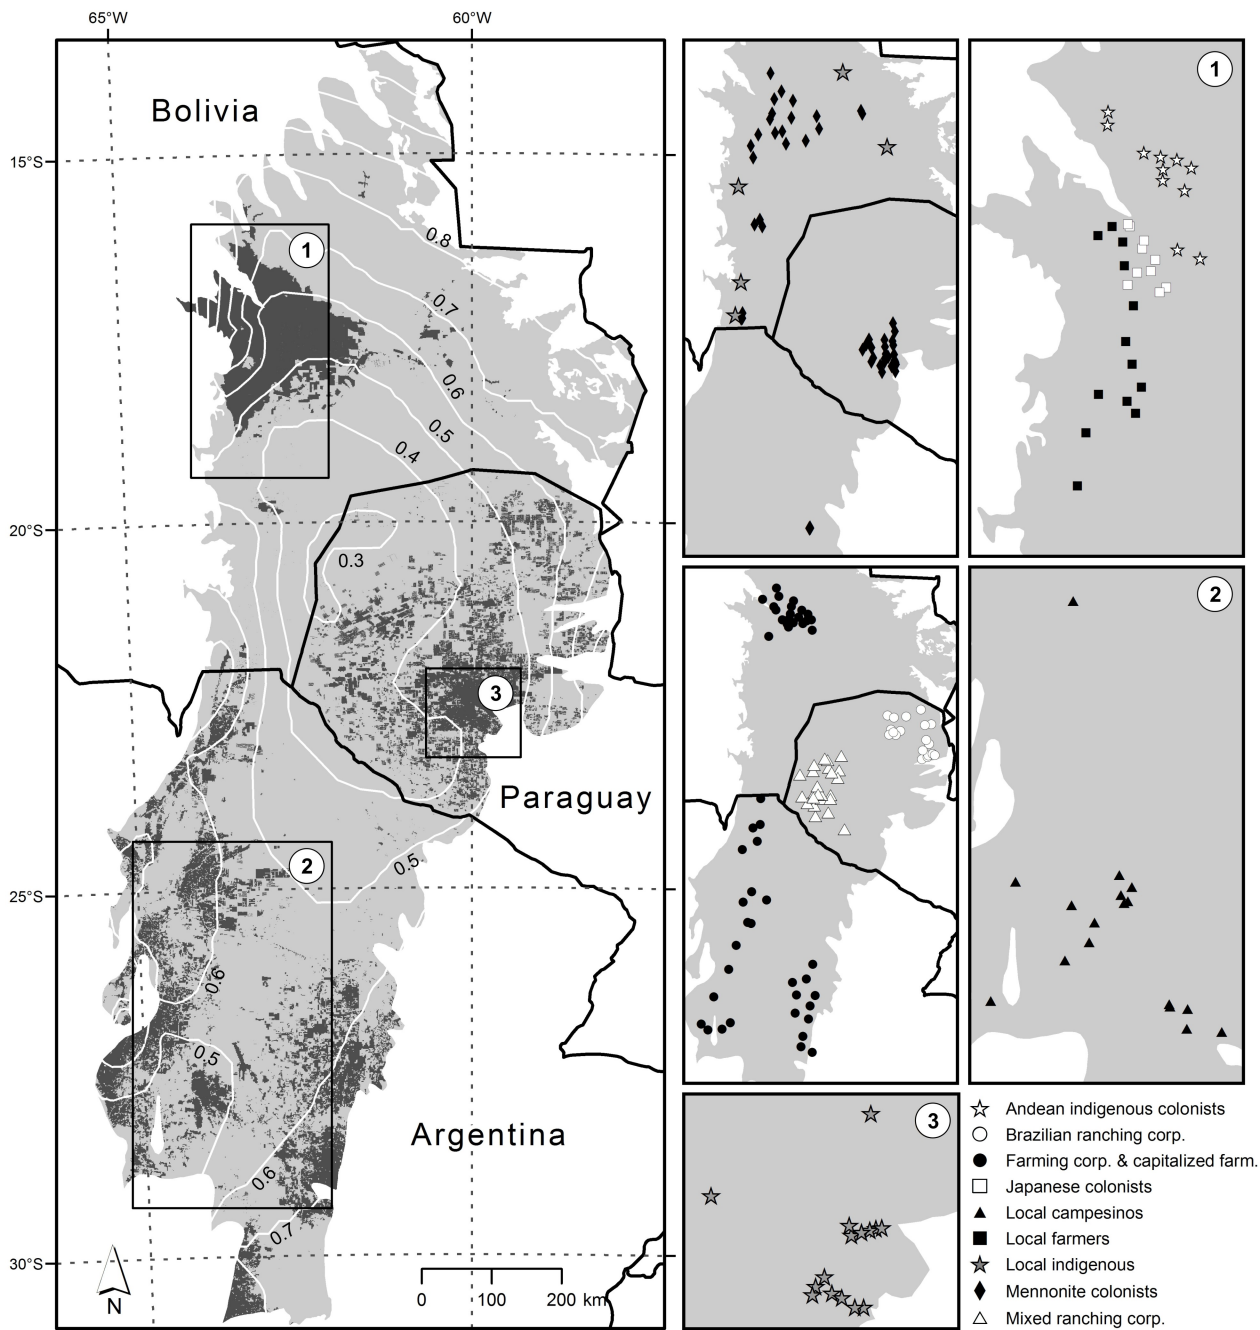 65°W
60°W
Bolivia
15°S
1
1
0.8
0.7
0.6
0.5
0.4
20°S
0.3
2
3
Paraguay
0.5
2
25°S
0.6
0.5
3
Argentina
0.6
0.7
30°S
N
0
100
200 km
Andean indigenous colonists
Brazilian ranching corp.
Farming corp. & capitalized farm.
Japanese colonists
Local campesinos
Local farmers
Local indigenous
Mennonite colonists
Mixed ranching corp.